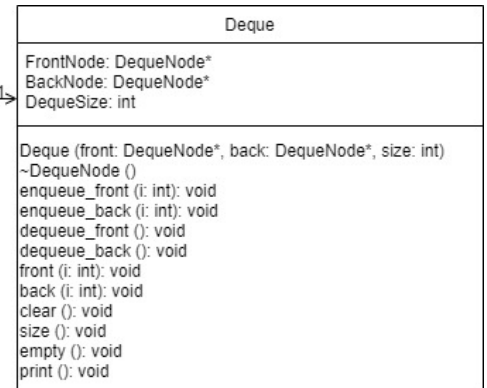 Deque
FrontNode: DequeNode*
BackNode: DequeNode*
1
DequeSize: int
Deque (front: DequeNode*, back: DequeNode*, size: int)
~DequeNode ()
enqueue_front (i: int): void
enqueue_back (i: int): void
dequeue_front (): void
dequeue_back (): void
front (i: int): void
back (i: int): void
clear (): void
size (): void
empty (): void
print (): void